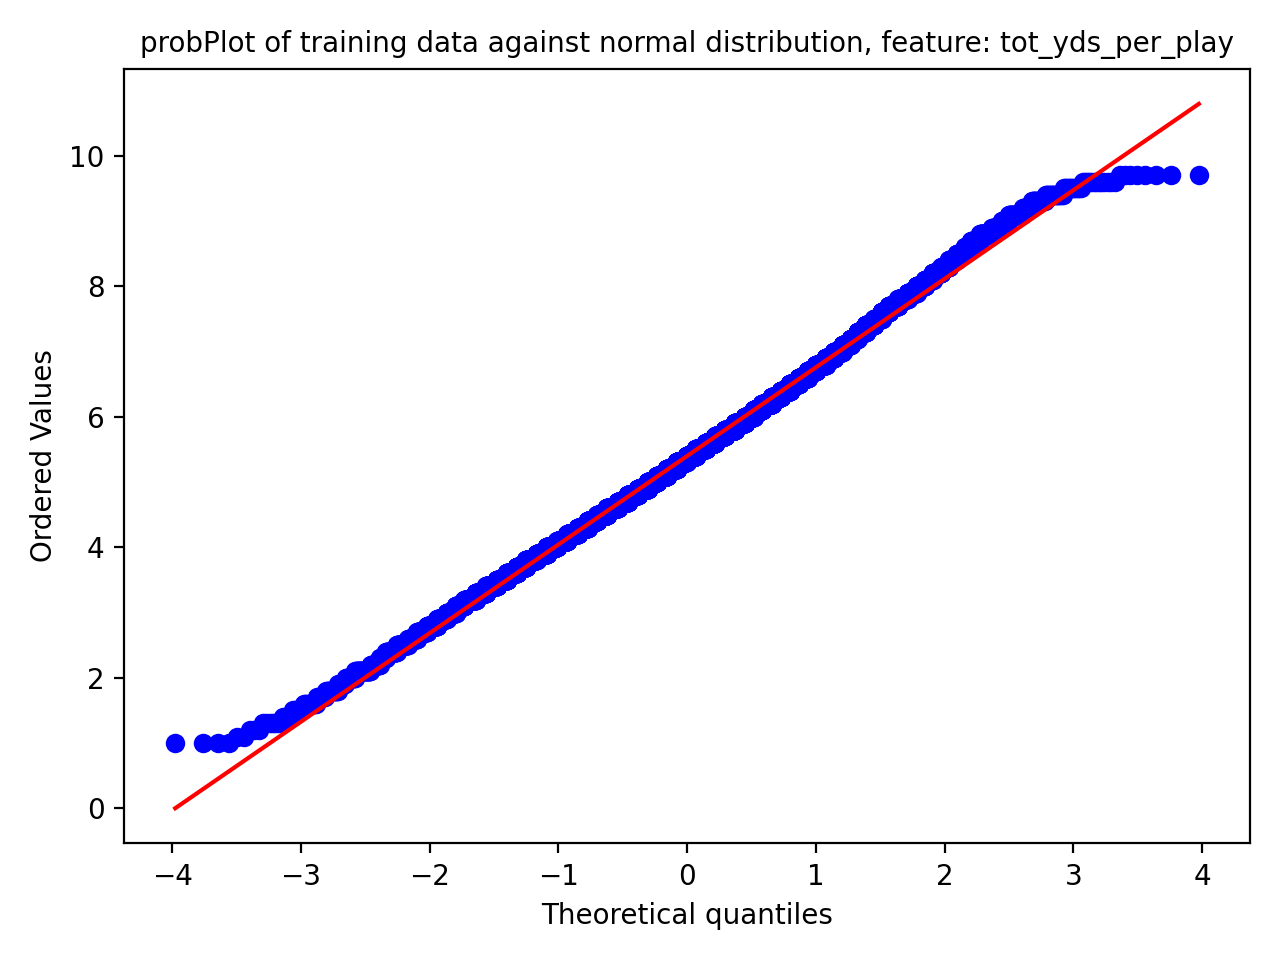 probPlot of training data against normal distribution, feature: tot_yds_per_play
10
8
6
4
2
0
Ordered Values
−4 −3 −2 −1 0 1 2 3 4
Theoretical quantiles